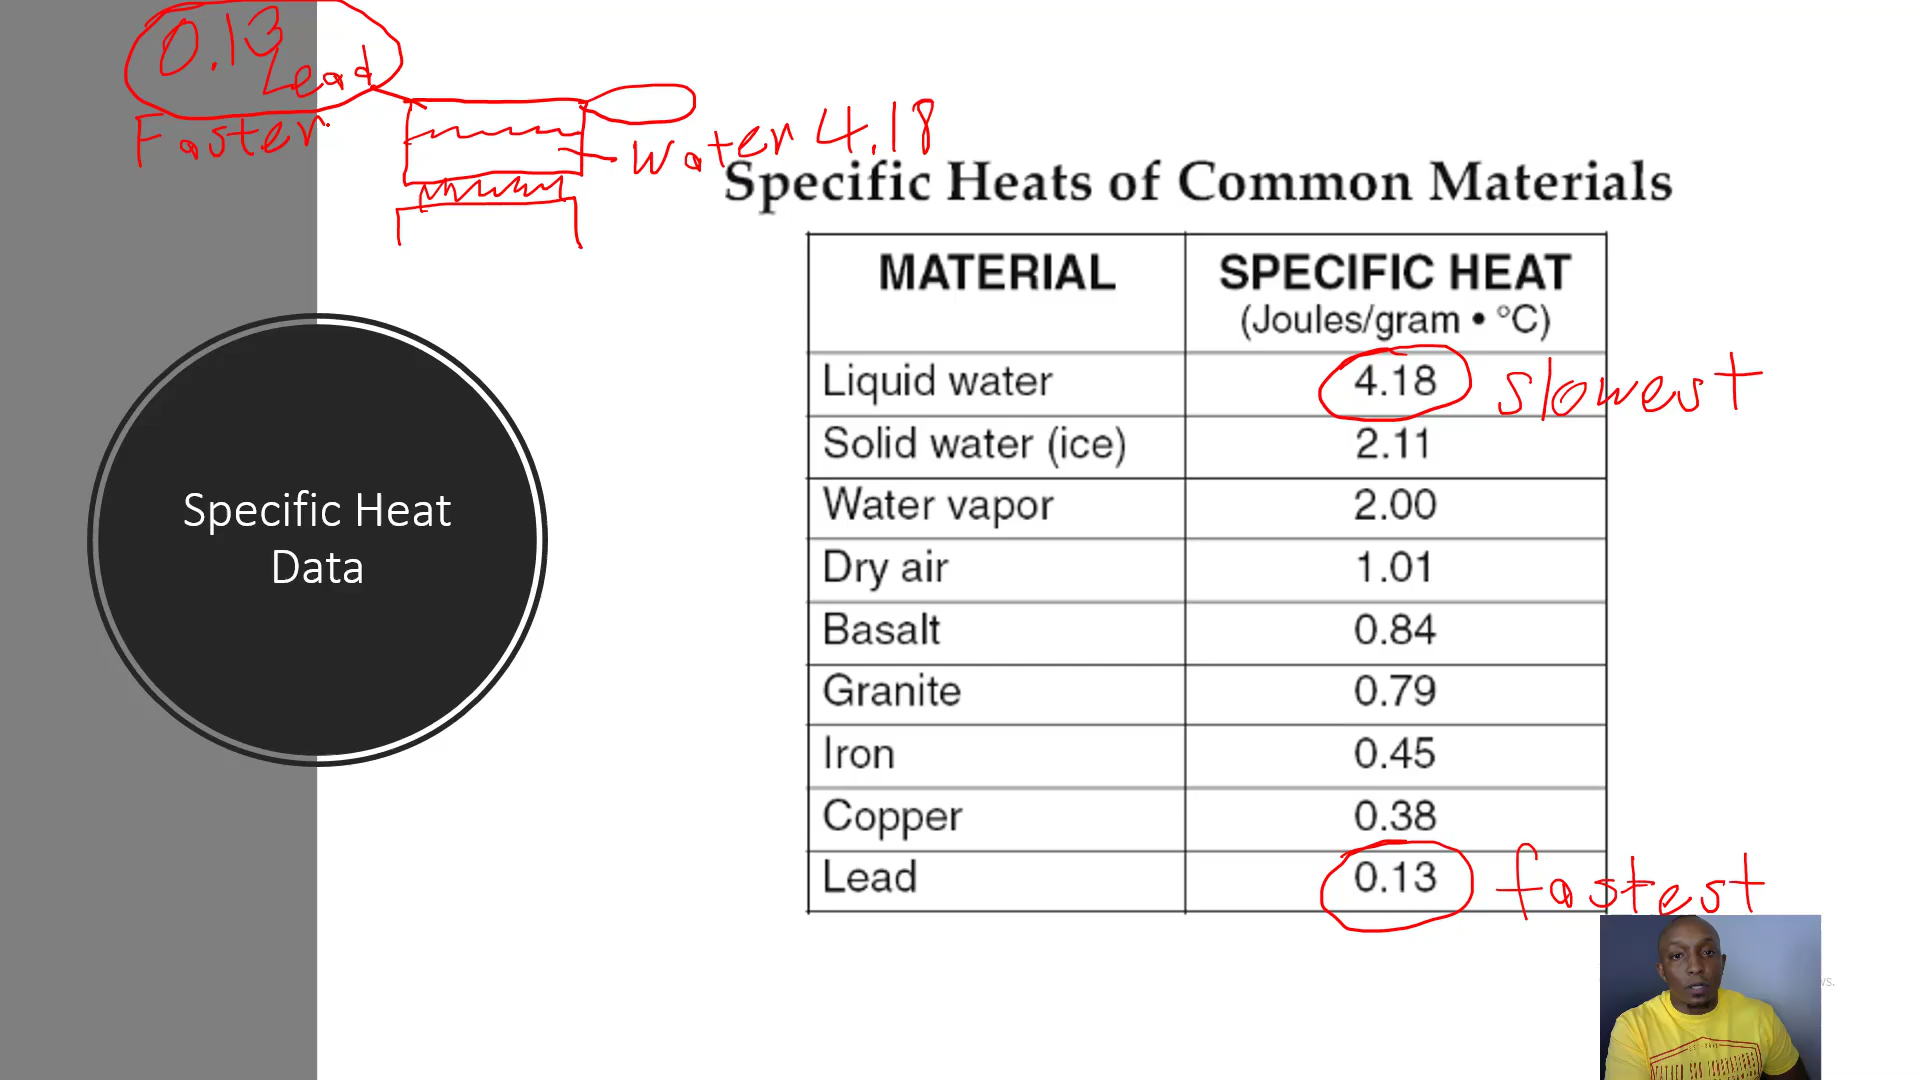 0.13
Lead
Faster
Water 4.18
Specific Heats of Common Materials
MATERIAL SPECIFIC HEAT
(Joules/gram • °C)
Liquid water 4.18 slowest
Solid water (ice) 2.11
Water vapor 2.00
Dry air 1.01
Basalt 0.84
Granite 0.79
Iron 0.45
Copper 0.38
Lead 0.13 fastest
Specific Heat
Data